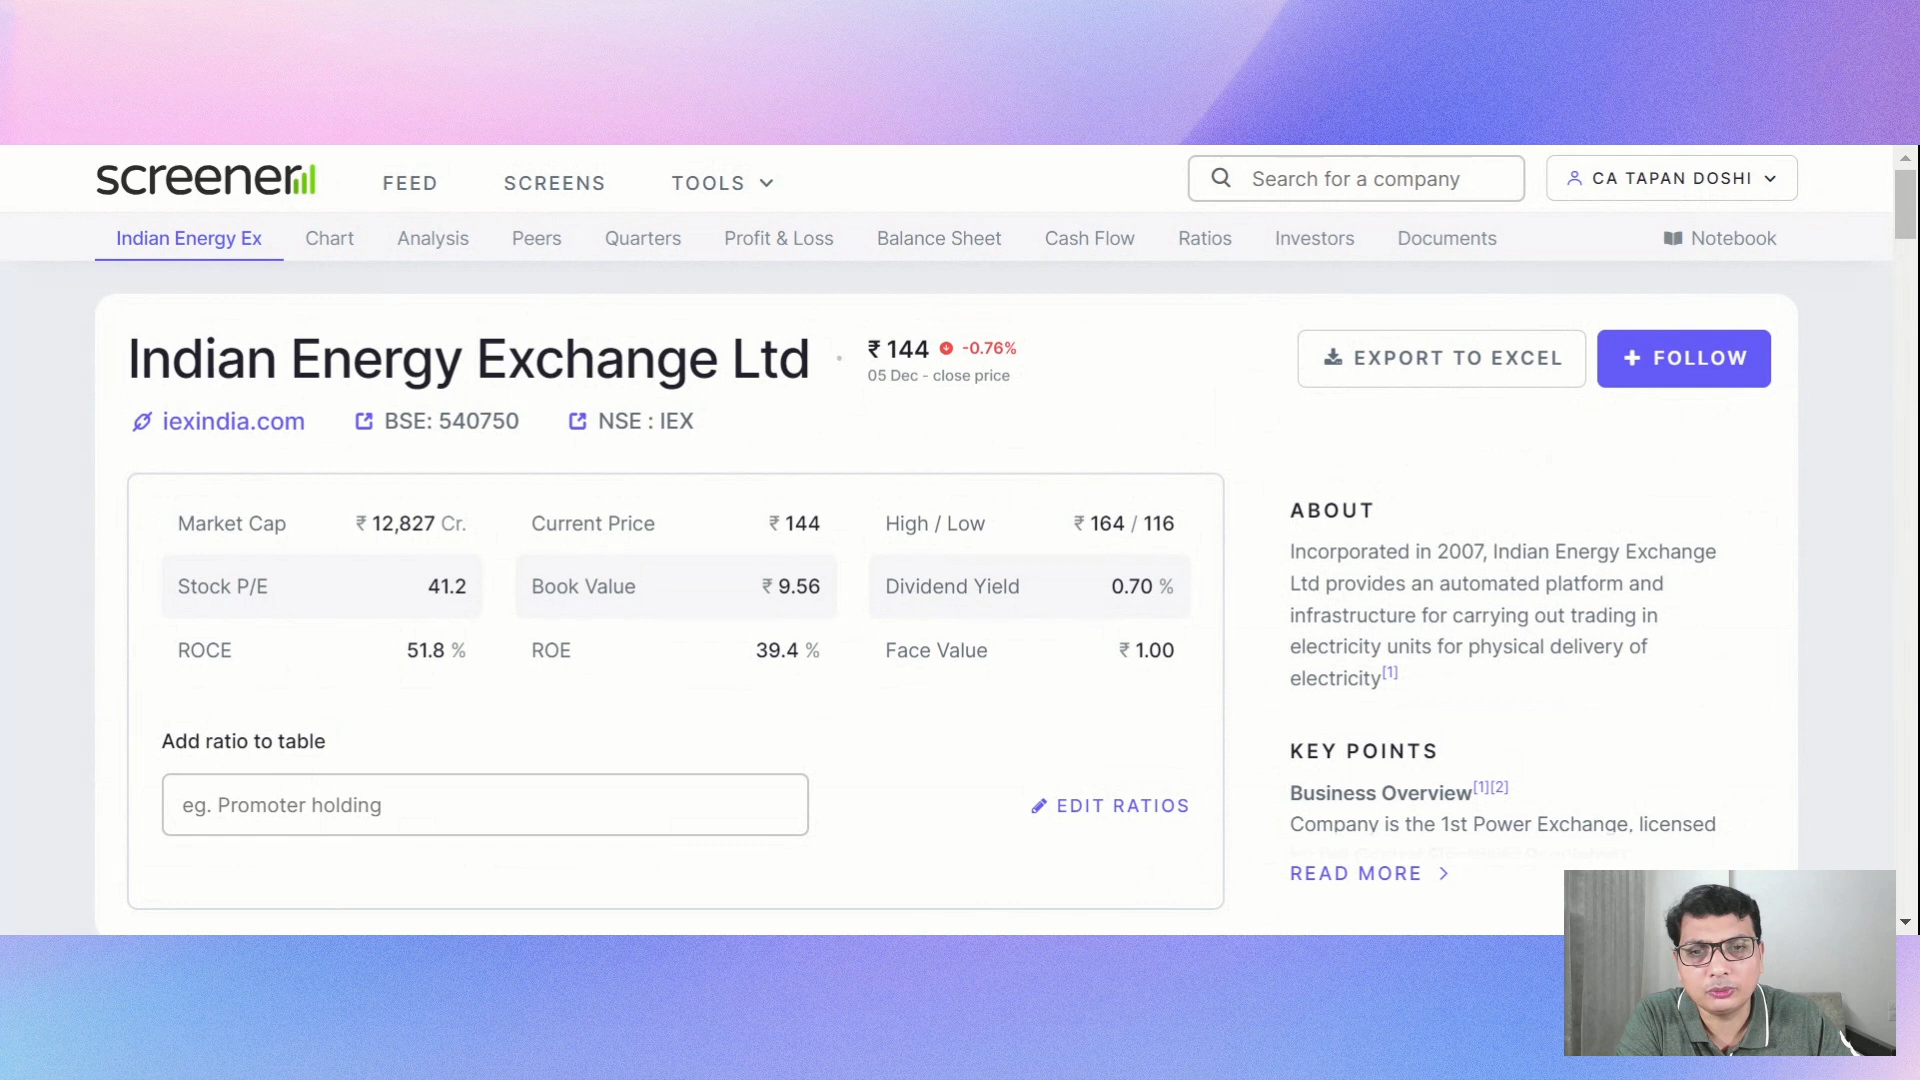 screener
FEED SCREENS TOOLS
Search for a company
CA TAPAN DOSHI
Indian Energy Ex Chart Analysis Peers Quarters Profit & Loss Balance Sheet Cash Flow Ratios Investors Documents Notebook
Indian Energy Exchange Ltd
₹ 144 -0.76%
05 Dec - close price
EXPORT TO EXCEL
+ FOLLOW
iexindia.com BSE: 540750 NSE : IEX
Market Cap ₹ 12,827 Cr. Current Price ₹ 144 High / Low ₹ 164 / 116
Stock P/E 41.2 Book Value ₹ 9.56 Dividend Yield 0.70 %
ROCE 51.8 % ROE 39.4 % Face Value ₹ 1.00
Add ratio to table
eg. Promoter holding
EDIT RATIOS
ABOUT
Incorporated in 2007, Indian Energy Exchange
Ltd provides an automated platform and
infrastructure for carrying out trading in
electricity units for physical delivery of
electricity[1]
KEY POINTS
Business Overview[1][2]
Company is the 1st Power Exchange, licensed
READ MORE